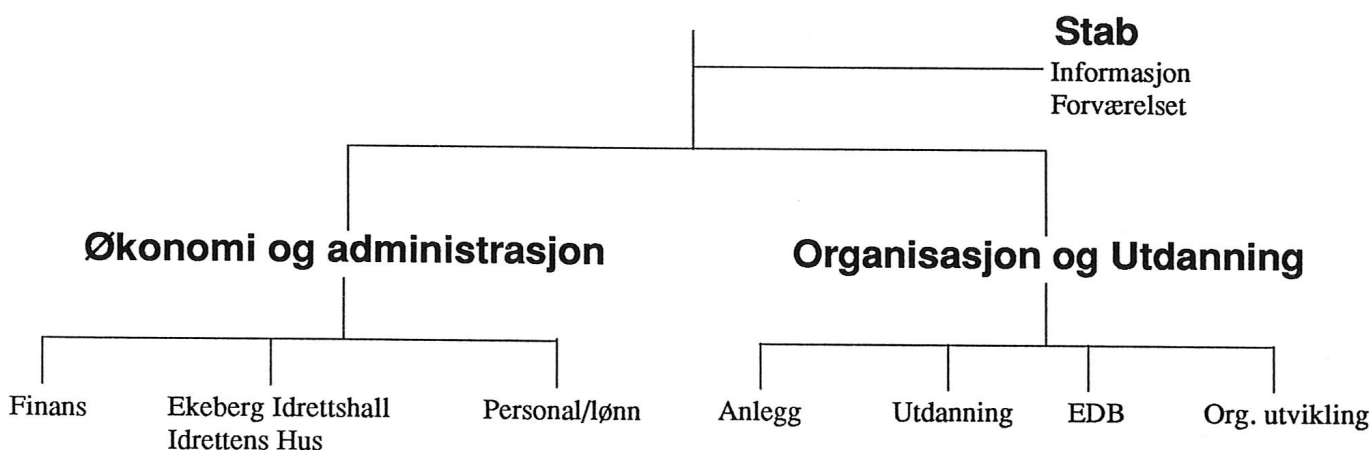 Stab
Informasjon
Forværelset
Økonomi og administrasjon
Organisasjon og Utdanning
Finans
Ekeberg Idrettshall
Idrettens Hus
Personal/lønn
Anlegg
Utdanning
EDB
Org. utvikling